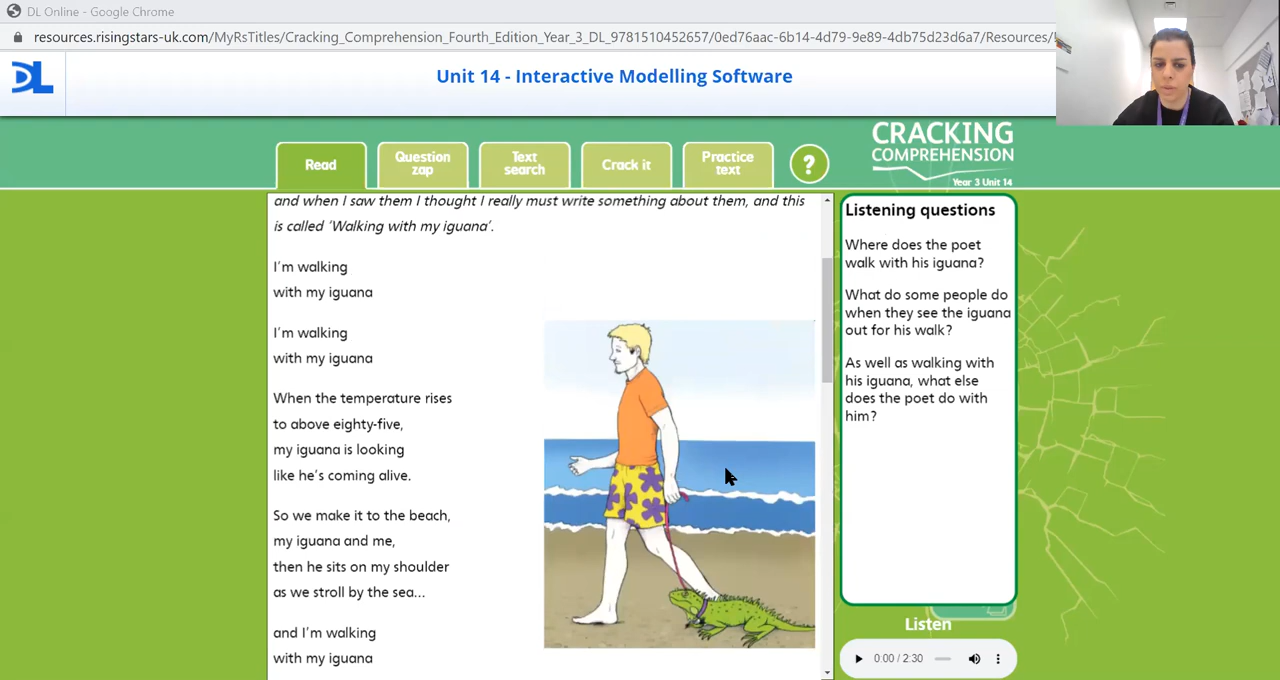 DL Online - Google Chrome
resources.risingstars-uk.com/MyRsTitles/Cracking_Comprehension_Fourth_Edition_Year_3_DL_9781510452657/0ed76aac-6b14-4d79-9e89-4db75d23d6a7/Resources/
DL
Unit 14 - Interactive Modelling Software
Read
Question
zap
Text
search
Crack it
Practice
text
?
CRACKING
COMPREHENSION
Year 3 Unit 14
and when I saw them I thought I really must write something about them, and this
is called ‘Walking with my iguana’.
I’m walking
with my iguana
I’m walking
with my iguana
When the temperature rises
to above eighty-five,
my iguana is looking
like he’s coming alive.
So we make it to the beach,
my iguana and me,
then he sits on my shoulder
as we stroll by the sea...
and I’m walking
with my iguana
Listening questions
Where does the poet
walk with his iguana?
What do some people do
when they see the iguana
out for his walk?
As well as walking with
his iguana, what else
does the poet do with
him?
Listen
0:00 / 2:30